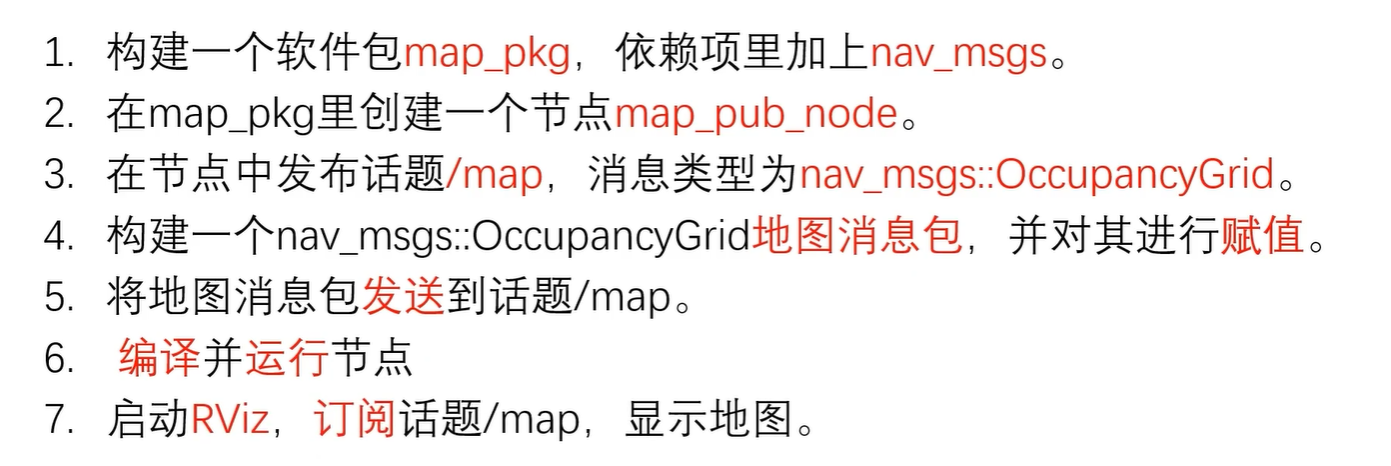 1. 构建一个软件包map_pkg，依赖项里加上nav_msgs。
2. 在map_pkg里创建一个节点map_pub_node。
3. 在节点中发布话题/map，消息类型为nav_msgs::OccupancyGrid。
4. 构建一个nav_msgs::OccupancyGrid地图消息包，并对其进行赋值。
5. 将地图消息包发送到话题/map。
6. 编译并运行节点
7. 启动RViz，订阅话题/map，显示地图。